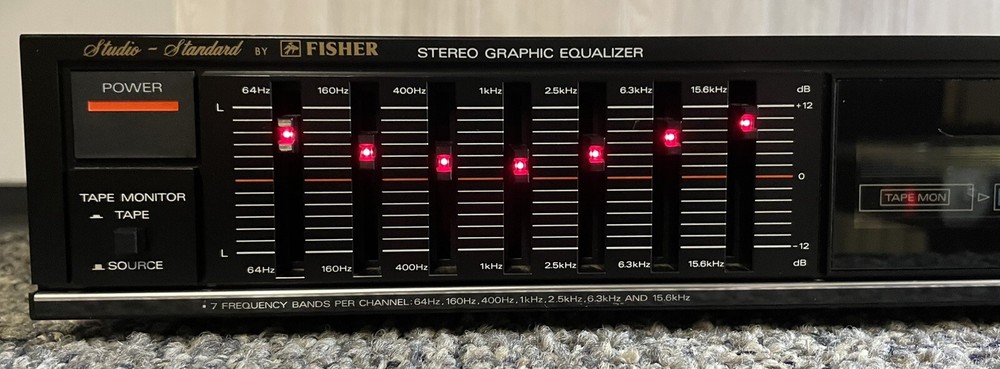 Studio - Standard BY FISHER STEREO GRAPHIC EQUALIZER
POWER
64Hz 160Hz 400Hz 1kHz 2.5kHz 6.3kHz 15.6kHz dB
L +12
0
TAPE MONITOR
TAPE
SOURCE
L -12
64Hz 160Hz 400Hz 1kHz 2.5kHz 6.3kHz 15.6kHz dB
TAPE MON
• 7 FREQUENCY BANDS PER CHANNEL: 64Hz, 160Hz, 400Hz, 1kHz, 2.5kHz, 6.3kHz AND 15.6kHz